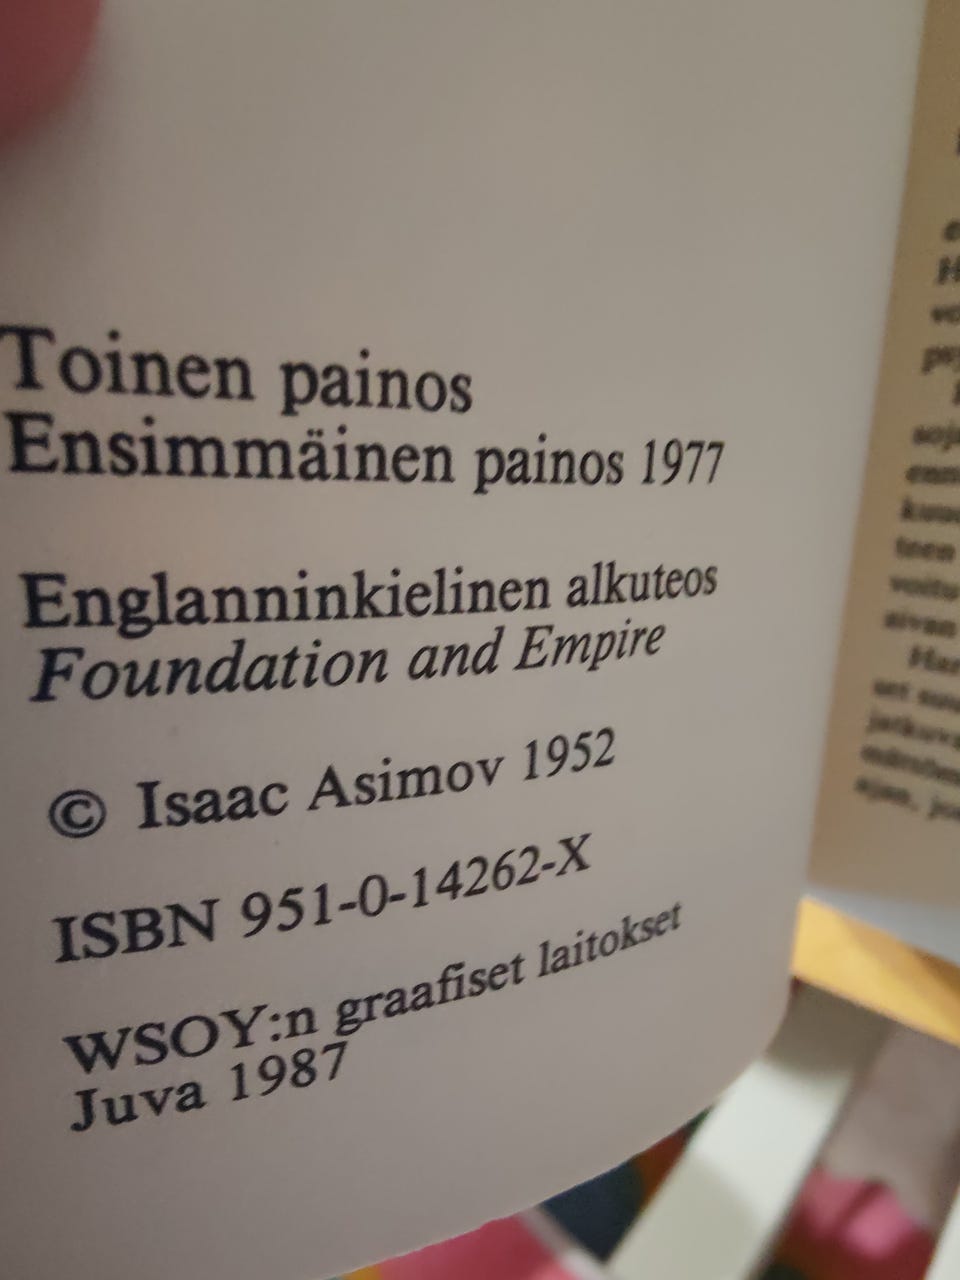 Toinen painos
Ensimmäinen painos 1977
Englanninkielinen alkuteos
Foundation and Empire
© Isaac Asimov 1952
ISBN 951-0-14262-X
WSOY:n graafiset laitokset
Juva 1987